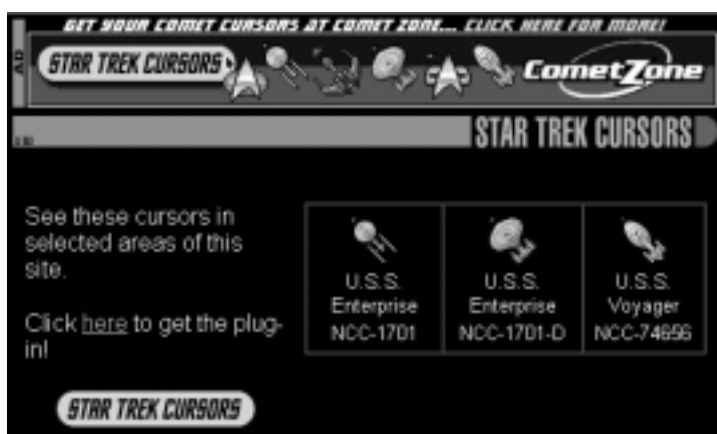 GET YOUR COMET CURSORS AT COMET ZONE... CLICK HERE FOR MORE!
AD
STAR TREK CURSORS
CometZone
STAR TREK CURSORS
See these cursors in
selected areas of this
site.
Click here to get the plug-
in!
STAR TREK CURSORS
U.S.S.
Enterprise
NCC-1701
U.S.S.
Enterprise
NCC-1701-D
U.S.S.
Voyager
NCC-74656